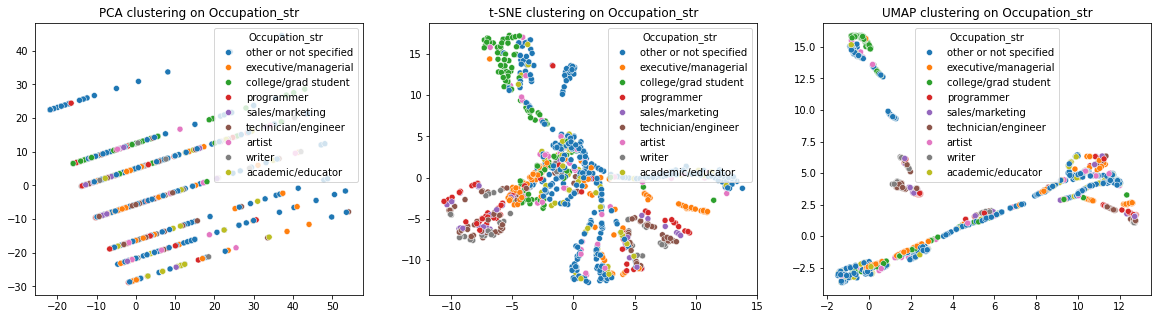 PCA clustering on Occupation_str
Occupation_str
other or not specified
executive/managerial
college/grad student
programmer
sales/marketing
technician/engineer
artist
writer
academic/educator
40
30
20
10
0
−10
−20
−30
−20 −10 0 10 20 30 40 50
t-SNE clustering on Occupation_str
Occupation_str
other or not specified
executive/managerial
college/grad student
programmer
sales/marketing
technician/engineer
artist
writer
academic/educator
15
10
5
0
−5
−10
−10 −5 0 5 10 15
UMAP clustering on Occupation_str
Occupation_str
other or not specified
executive/managerial
college/grad student
programmer
sales/marketing
technician/engineer
artist
writer
academic/educator
15.0
12.5
10.0
7.5
5.0
2.5
0.0
−2.5
−2 0 2 4 6 8 10 12